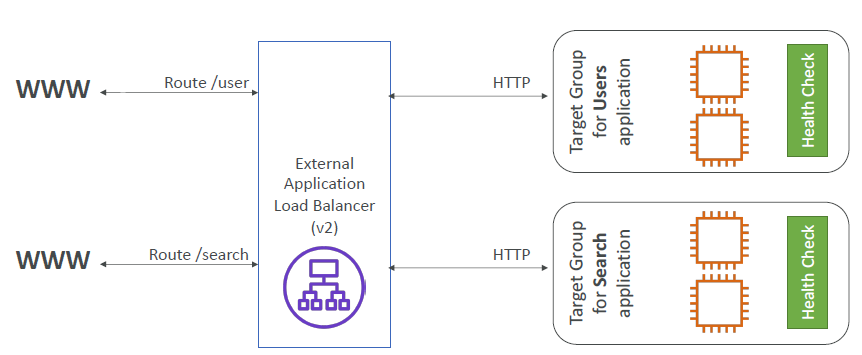 WWW
Route /user
HTTP
Target Group
for Users
application
Health Check
External
Application
Load Balancer
(v2)
WWW
Route /search
HTTP
Target Group
for Search
application
Health Check